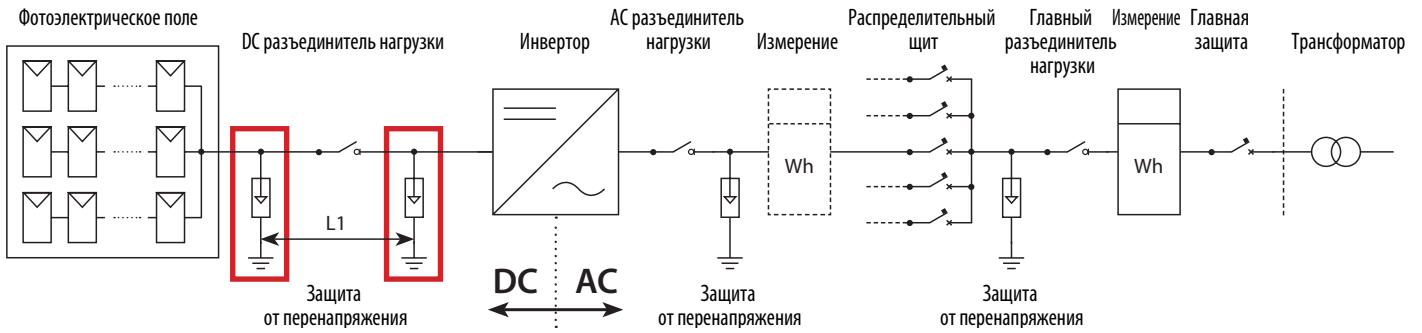 Фотоэлектрическое поле
DC разъединитель нагрузки
Инвертор
AC разъединитель
нагрузки
Измерение
Распределительный
щит
Главный
разъединитель
нагрузки
Измерение
Главная
защита
Трансформатор
Wh
Wh
L1
DC
AC
Защита
от перенапряжения
Защита
от перенапряжения
Защита
от перенапряжения